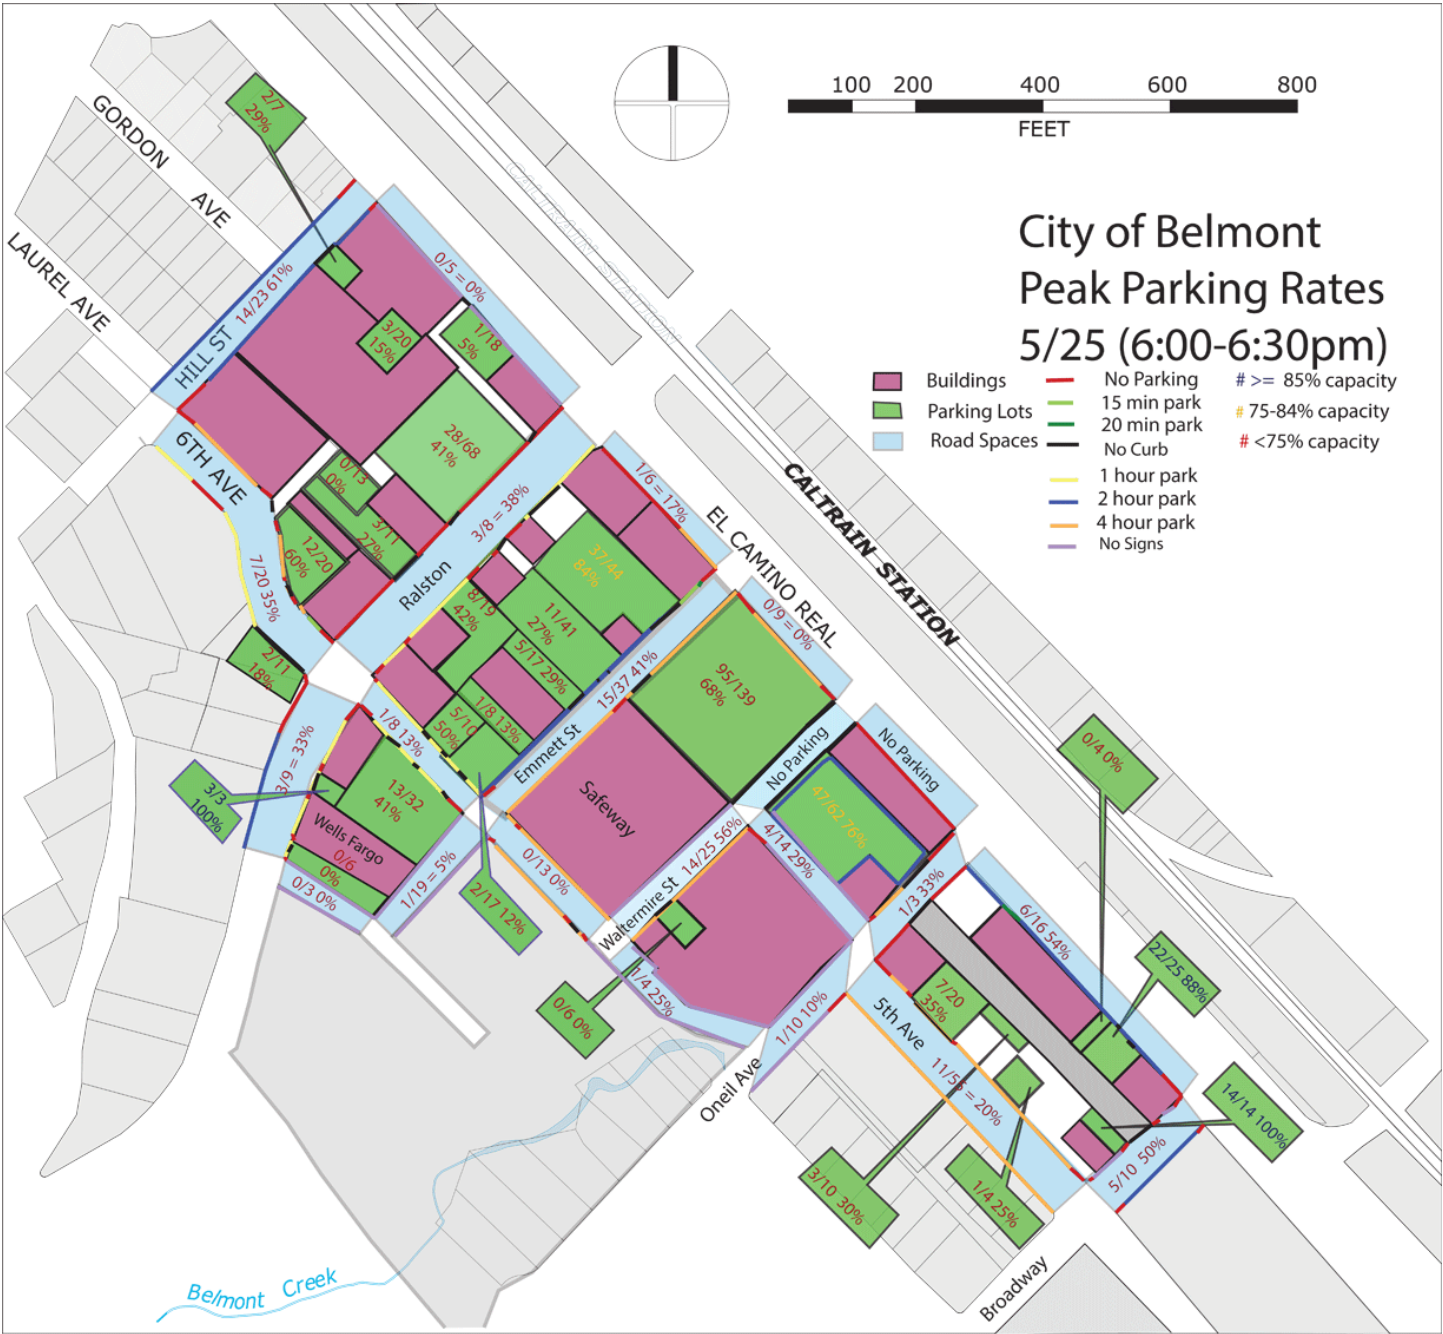 100 200 400 600 800
FEET
City of Belmont
Peak Parking Rates
5/25 (6:00-6:30pm)
Buildings
Parking Lots
Road Spaces
No Parking
15 min park
20 min park
No Curb
1 hour park
2 hour park
4 hour park
No Signs
# >= 85% capacity
# 75-84% capacity
# <75% capacity
GORDON
AVE
LAUREL AVE
2/7
29%
CALTRAIN STATION
HILL ST 14/23 61%
0/5 = 0%
3/20
15%
1/18
5%
6TH AVE
28/68
41%
0/13
0%
3/11
27%
12/20
60%
7/20 35%
Ralston
3/8 = 38%
1/6 = 17%
EL CAMINO REAL
CALTRAIN STATION
37/44
84%
8/19
42%
11/41
27%
5/17 29%
1/8 13%
5/10
50%
2/11
18%
1/8 13%
3/9 = 33%
3/3
100%
13/32
41%
Wells Fargo
0/6
0%
0/3 0%
1/19 = 5%
2/17 12%
Emmett St
15/37 41%
0/9 = 0%
95/139
68%
Safeway
No Parking
No Parking
47/62 76%
0/13 0%
Waltermire St
14/25 56%
4/14 29%
1/3 33%
0/6 0%
1/4 25%
1/10 10%
Oneil Ave
0/4 0%
6/16 54%
22/25 88%
7/20
35%
5th Ave
11/55 = 20%
14/14 100%
5/10 50%
3/10 30%
1/4 25%
Broadway
Belmont Creek